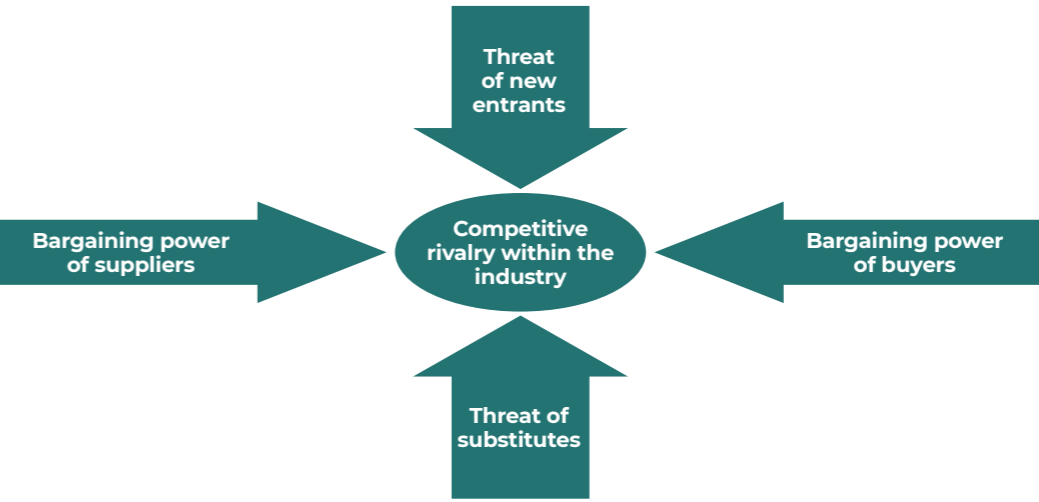 Threat
of new
entrants
Bargaining power
of suppliers
Competitive
rivalry within the
industry
Bargaining power
of buyers
Threat of
substitutes